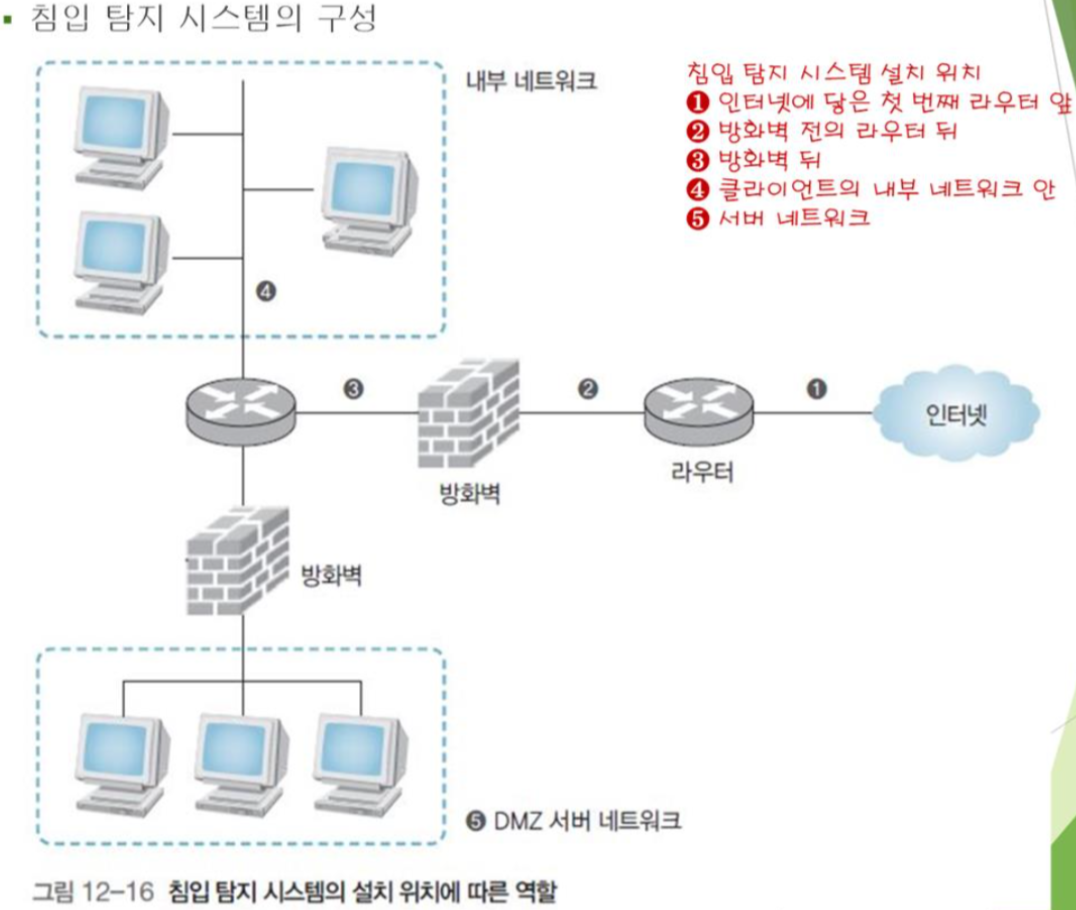 ▪ 침입 탐지 시스템의 구성
내부 네트워크
침입 탐지 시스템 설치 위치
❶ 인터넷에 닿은 첫 번째 라우터 앞
❷ 방화벽 전의 라우터 뒤
❸ 방화벽 뒤
❹ 클라이언트의 내부 네트워크 안
❺ 서버 네트워크
❹
❸
❷
❶
인터넷
라우터
방화벽
방화벽
❺ DMZ 서버 네트워크
그림 12-16 침입 탐지 시스템의 설치 위치에 따른 역할